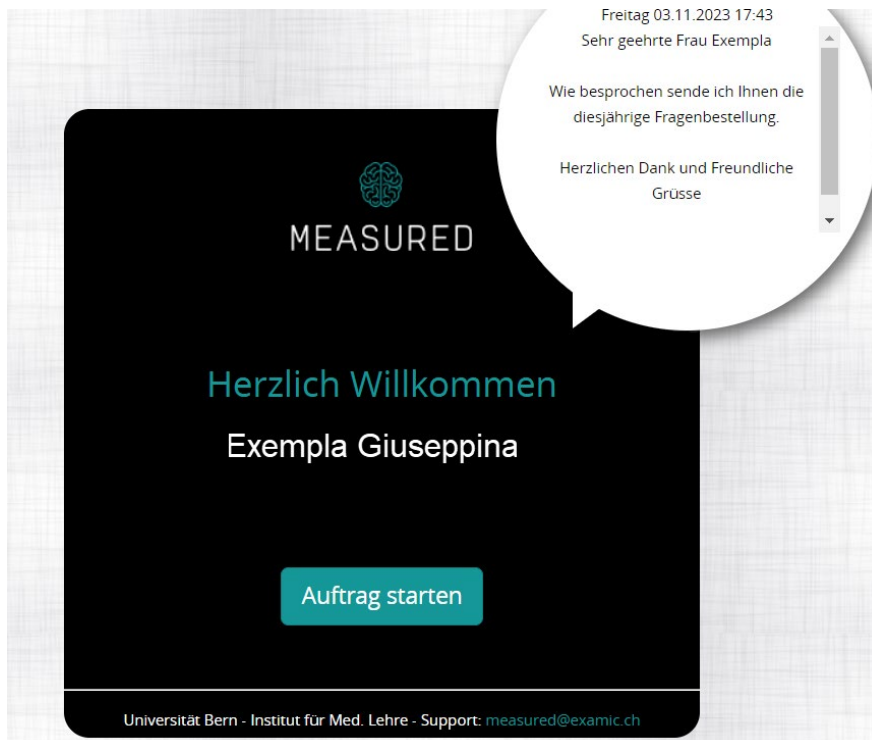 Freitag 03.11.2023 17:43
Sehr geehrte Frau Exempla
Wie besprochen sende ich Ihnen die
diesjährige Fragenbestellung.
Herzlichen Dank und Freundliche
Grüsse
MEASURED
Herzlich Willkommen
Exempla Giuseppina
Auftrag starten
Universität Bern - Institut für Med. Lehre - Support: measured@examic.ch